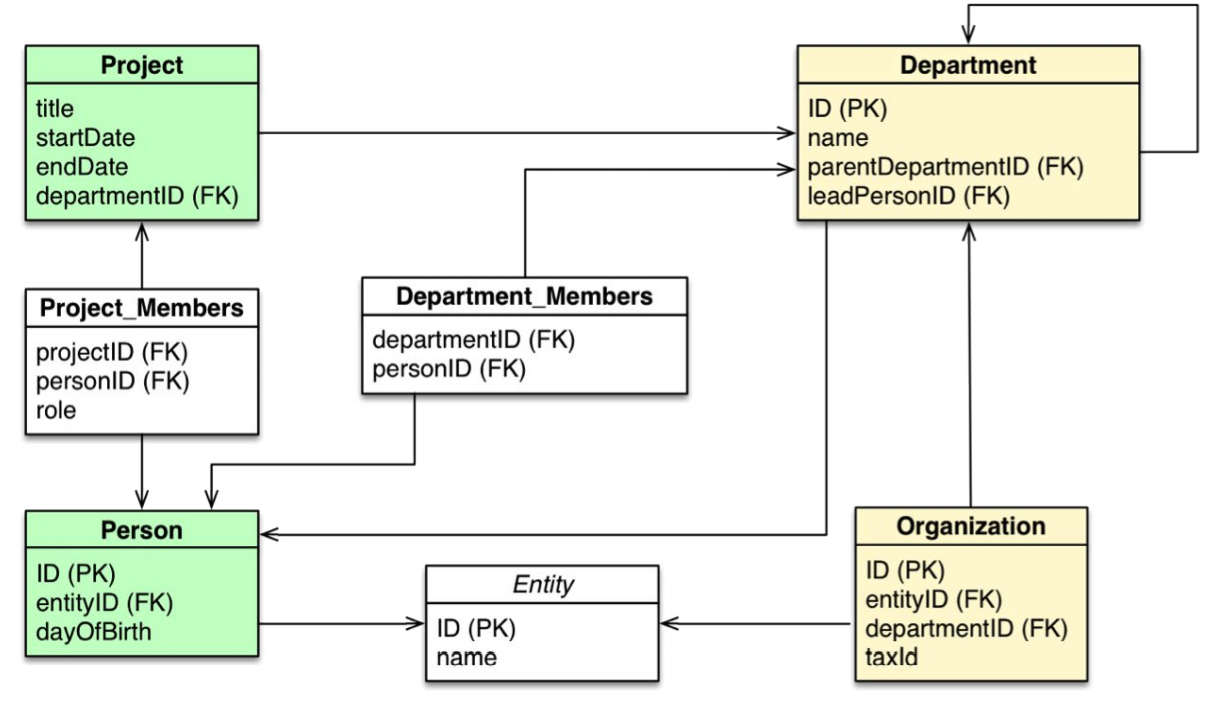 Project
title
startDate
endDate
departmentID (FK)
Department
ID (PK)
name
parentDepartmentID (FK)
leadPersonID (FK)
Project_Members
projectID (FK)
personID (FK)
role
Department_Members
departmentID (FK)
personID (FK)
Person
ID (PK)
entityID (FK)
dayOfBirth
Entity
ID (PK)
name
Organization
ID (PK)
entityID (FK)
departmentID (FK)
taxId